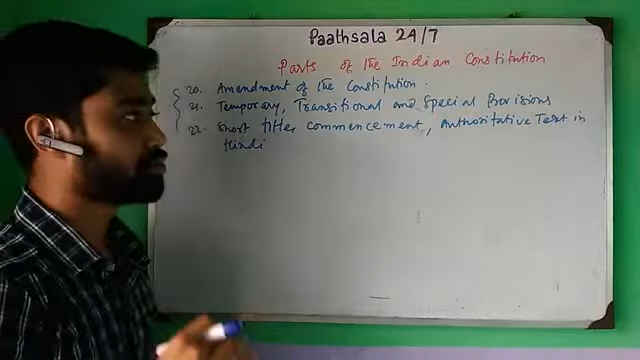 Paathsala 24/7
Parts of the Indian Constitution
20. Amendment of the Constitution.
21. Temporary, Transitional and Special Provisions
22. Short title, commencement, Authoritative Text in
Hindi